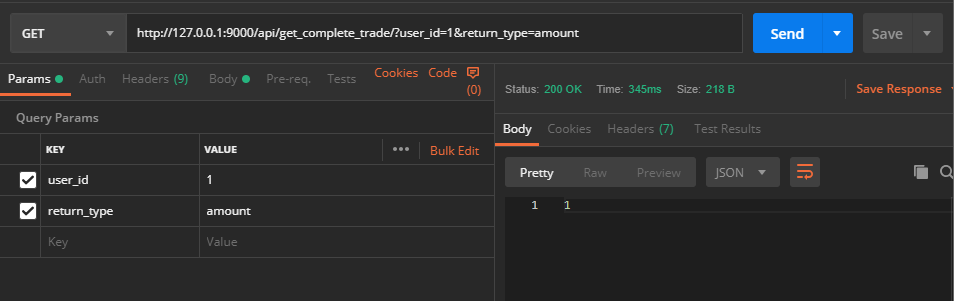 GET http://127.0.0.1:9000/api/get_complete_trade/?user_id=1&return_type=amount Send Save
Params Auth Headers (9) Body Pre-req. Tests Cookies Code (0)
Query Params
KEY VALUE ••• Bulk Edit
user_id 1
return_type amount
Key Value
Status: 200 OK Time: 345ms Size: 218 B Save Response
Body Cookies Headers (7) Test Results
Pretty Raw Preview JSON
1 1